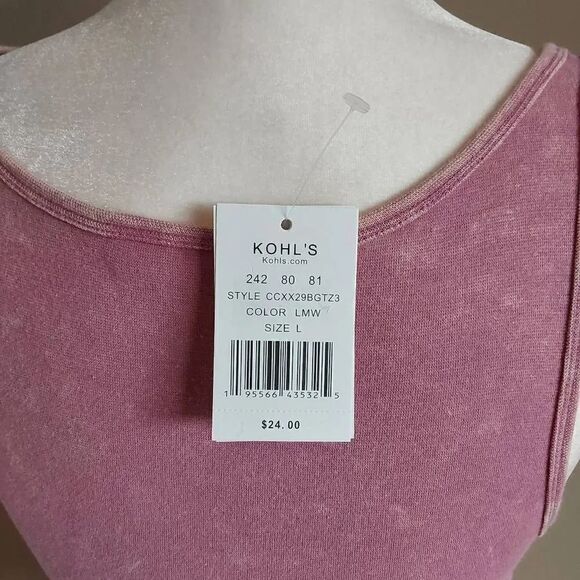 KOHL'S
Kohls.com
242 80 81
STYLE CCXX29BGTZ3
COLOR LMW
SIZE L
1 95566 43532 5
$24.00